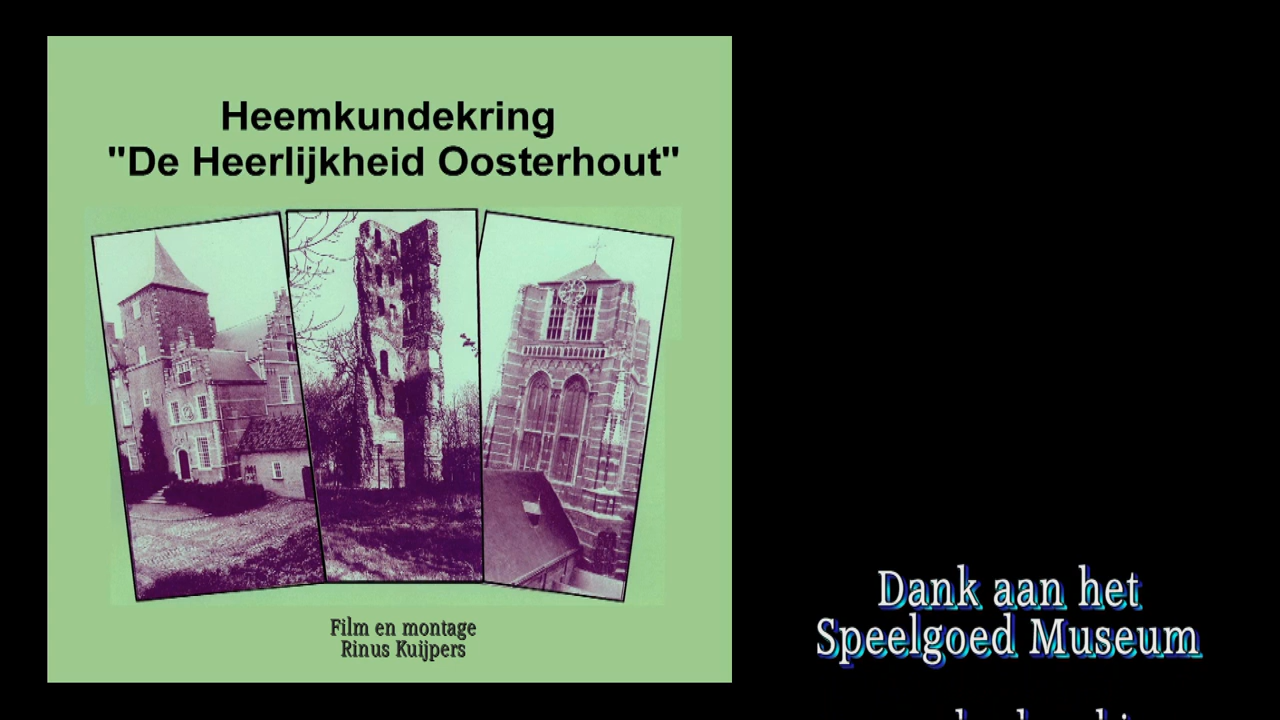 Heemkundekring
"De Heerlijkheid Oosterhout"
Film en montage
Rinus Kuijpers
Dank aan het
Speelgoed Museum